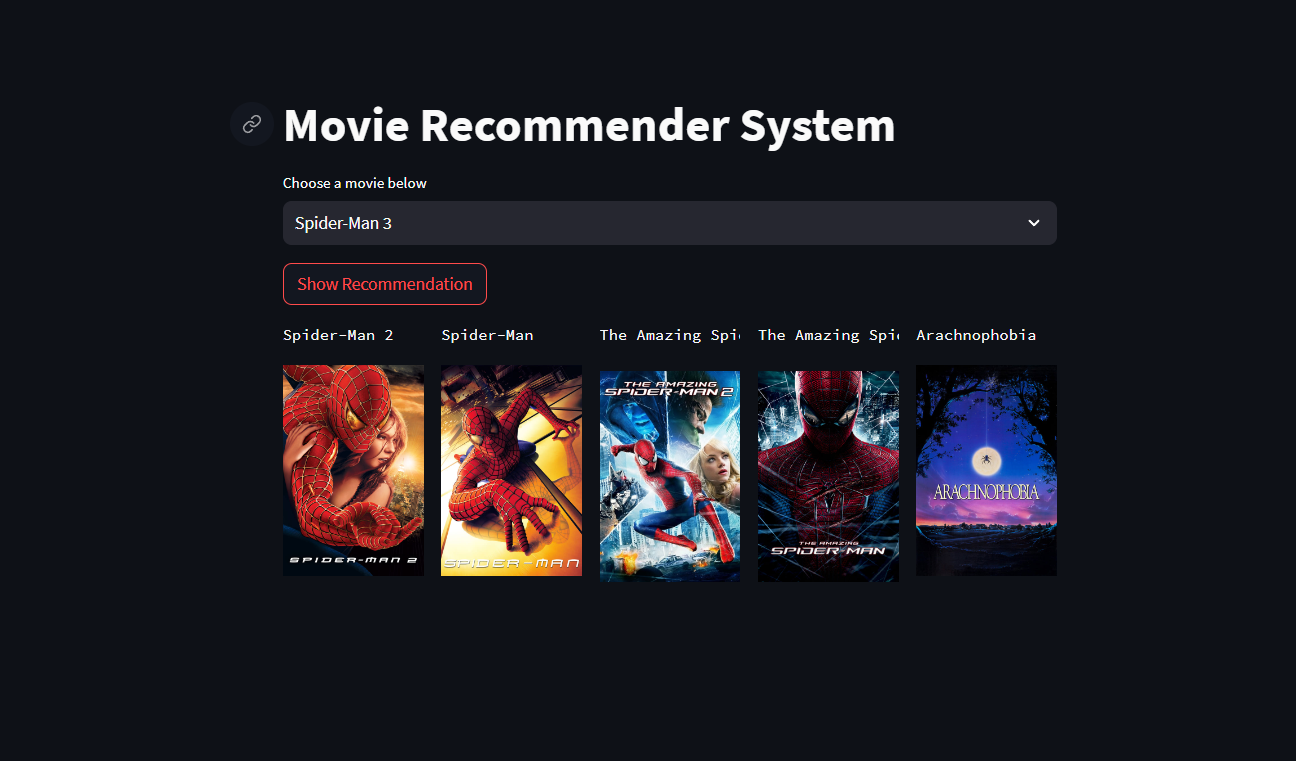 Movie Recommender System
Choose a movie below
Spider-Man 3
Show Recommendation
Spider-Man 2
Spider-Man
The Amazing Spi
The Amazing Spi
Arachnophobia
SPIDER-MAN 2
SPIDER-MAN
THE AMAZING
SPIDER-MAN 2
THE AMAZING
SPIDER-MAN
ARACHNOPHOBIA